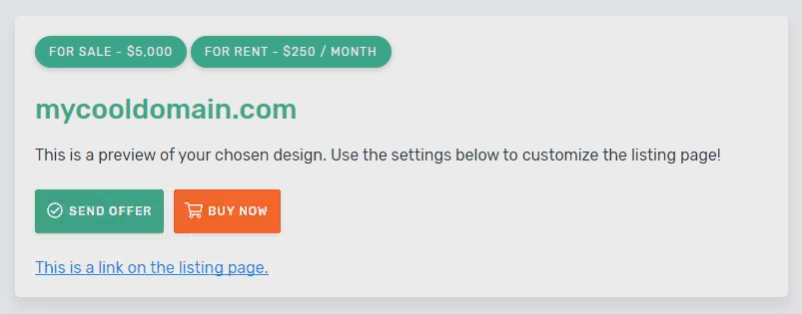 FOR SALE - $5,000 FOR RENT - $250 / MONTH
mycooldomain.com
This is a preview of your chosen design. Use the settings below to customize the listing page!
SEND OFFER BUY NOW
This is a link on the listing page.